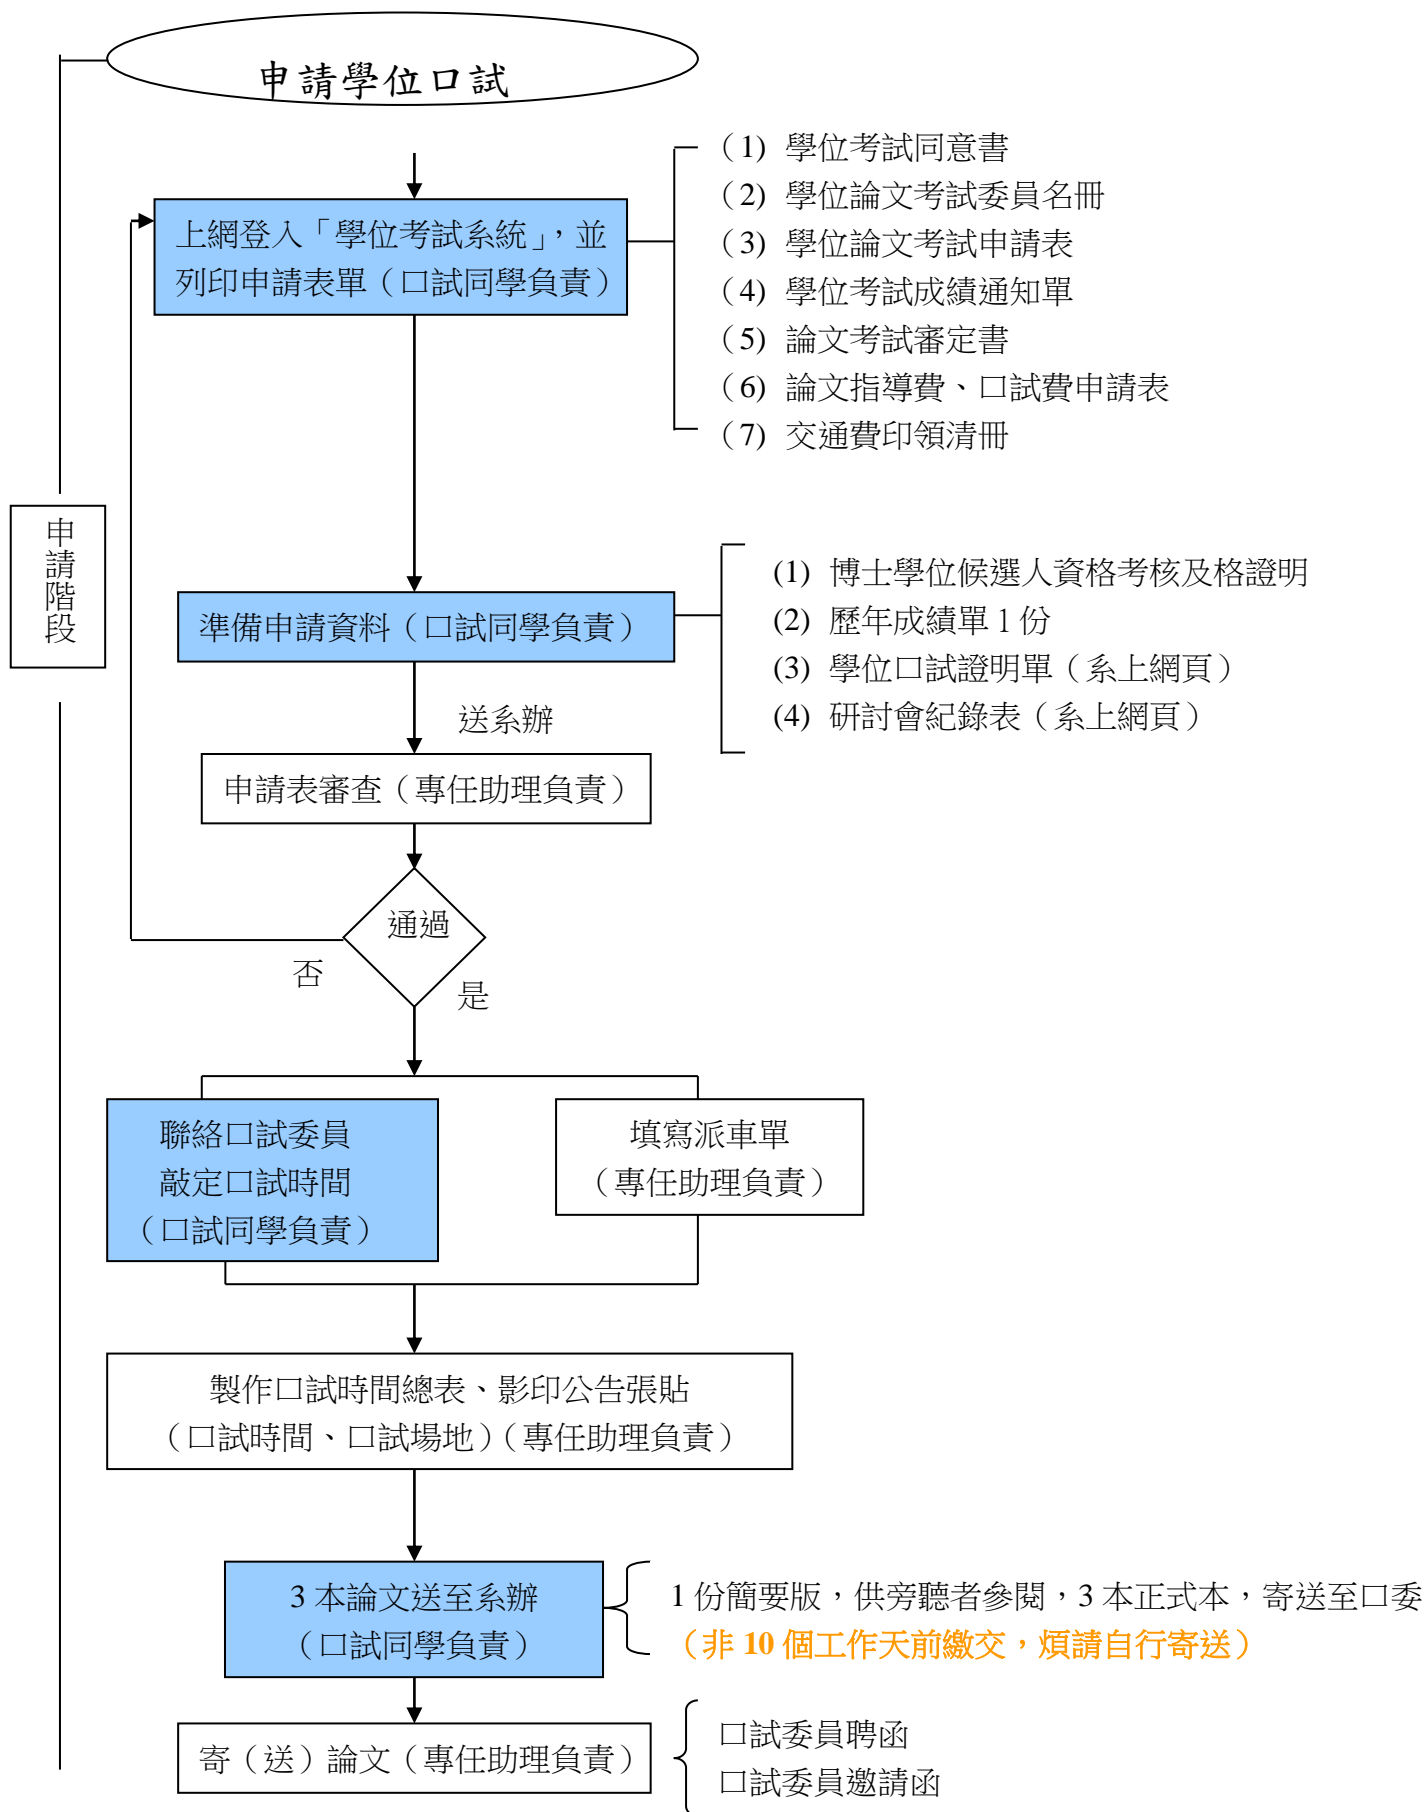 申請學位口試
(1) 學位考試同意書
(2) 學位論文考試委員名冊
(3) 學位論文考試申請表
(4) 學位考試成績通知單
(5) 論文考試審定書
(6) 論文指導費、口試費申請表
(7) 交通費印領清冊
上網登入「學位考試系統」，並
列印申請表單（口試同學負責）
申請階段
(1) 博士學位候選人資格考核及格證明
(2) 歷年成績單 1 份
(3) 學位口試證明單（系上網頁）
(4) 研討會紀錄表（系上網頁）
準備申請資料（口試同學負責）
送系辦
申請表審查（專任助理負責）
通過
否
是
聯絡口試委員
敲定口試時間
（口試同學負責）
填寫派車單
（專任助理負責）
製作口試時間總表、影印公告張貼
（口試時間、口試場地）（專任助理負責）
3 本論文送至系辦
（口試同學負責）
1 份簡要版，供旁聽者參閱，3 本正式本，寄送至口委
（非 10 個工作天前繳交，煩請自行寄送）
寄（送）論文（專任助理負責）
口試委員聘函
口試委員邀請函